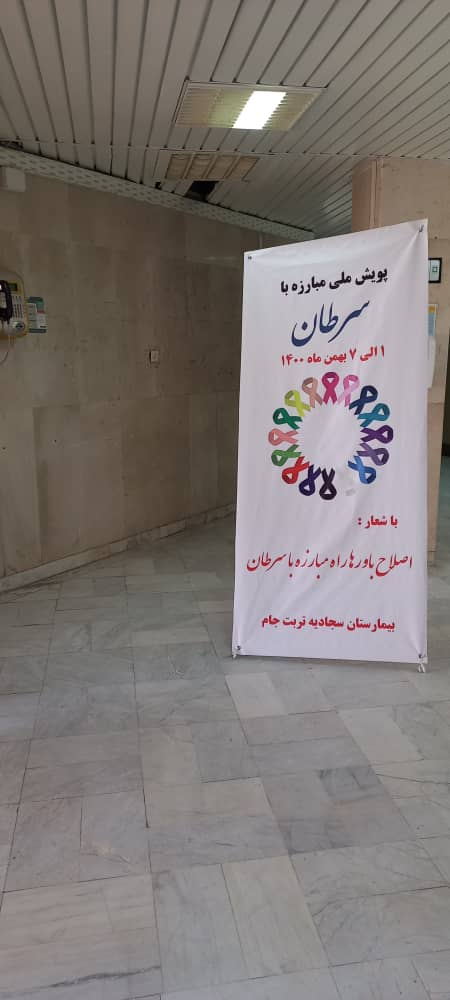 پویش ملی مبارزه با
سرطان
۱ الی ۷ بهمن ماه ۱۴۰۰
با شعار :
اصلاح باورها راه مبارزه با سرطان
بیمارستان سجادیه تربت جام